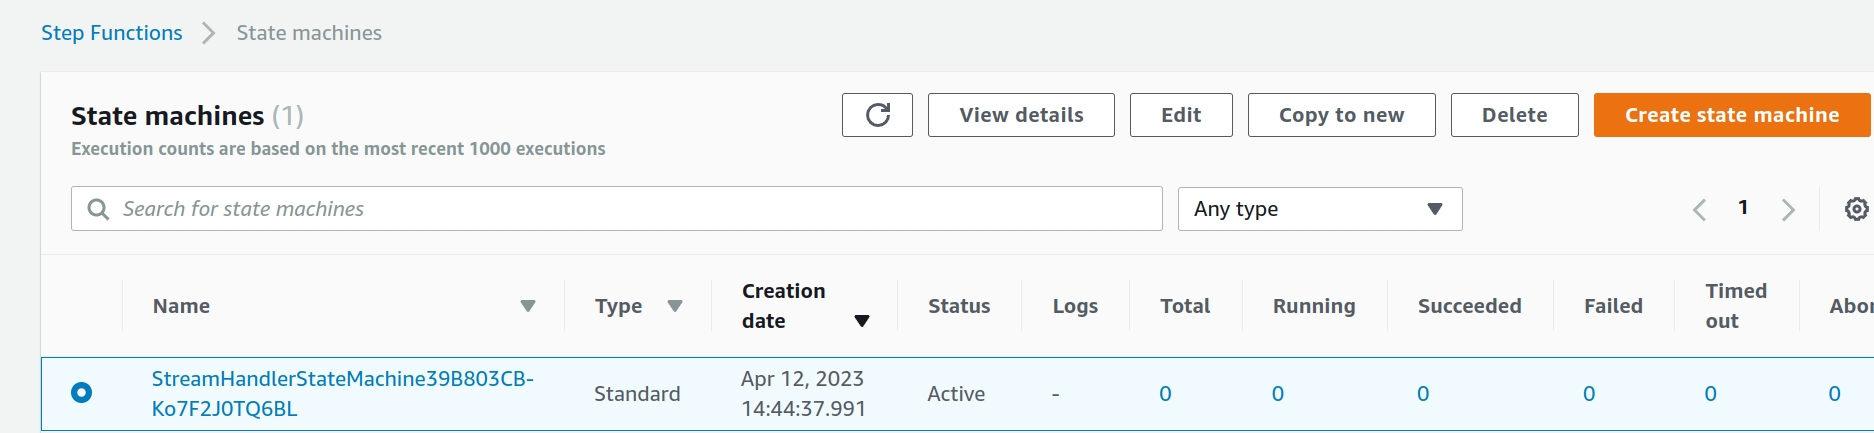 Step Functions State machines
State machines (1)
View details
Edit
Copy to new
Delete
Create state machine
Execution counts are based on the most recent 1000 executions
Search for state machines
Any type
1
Name
Type
Creation
date
Status
Logs
Total
Running
Succeeded
Failed
Timed
out
Abor
StreamHandlerStateMachine39B803CB-
Ko7F2J0TQ6BL
Standard
Apr 12, 2023
14:44:37.991
Active
-
0
0
0
0
0
0